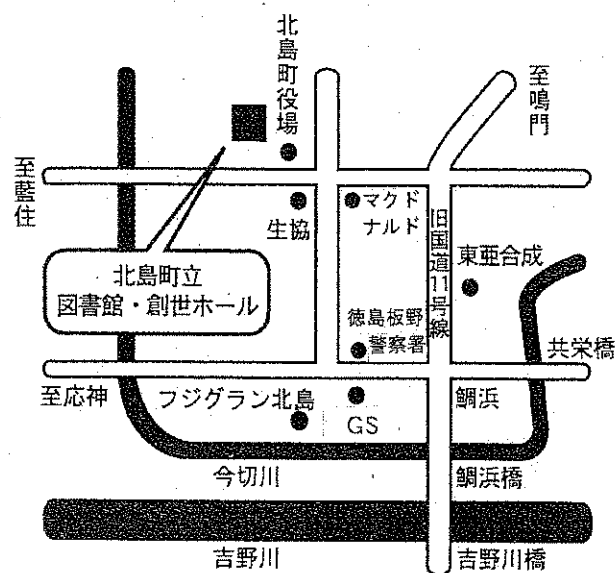 北島町役場
至鳴門
至藍住
生協
マクド
ナルド
旧国道11号線
東亜合成
北島町立
図書館・創世ホール
徳島板野
警察署
共栄橋
至応神
フジグラン北島
GS
鯛浜
今切川
鯛浜橋
吉野川
吉野川橋